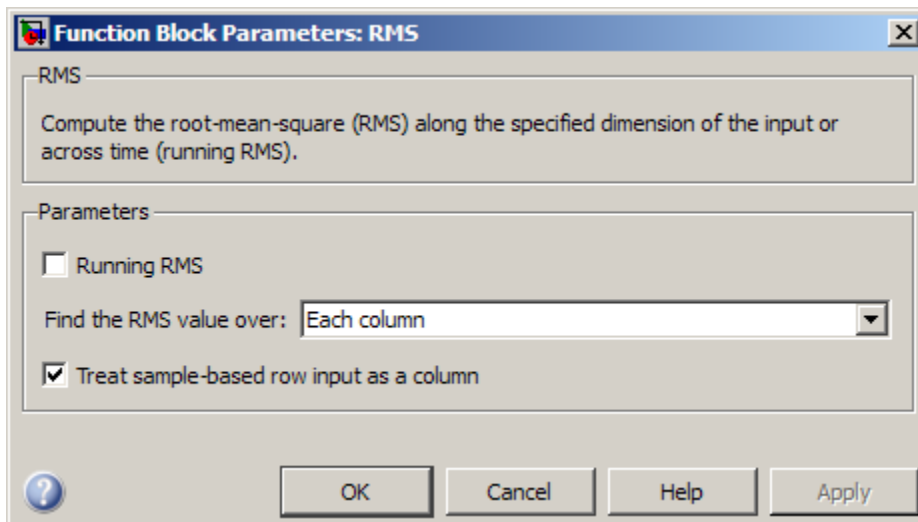 Function Block Parameters: RMS
RMS
Compute the root-mean-square (RMS) along the specified dimension of the input or
across time (running RMS).
Parameters
Running RMS
Find the RMS value over: Each column
Treat sample-based row input as a column
OK Cancel Help Apply